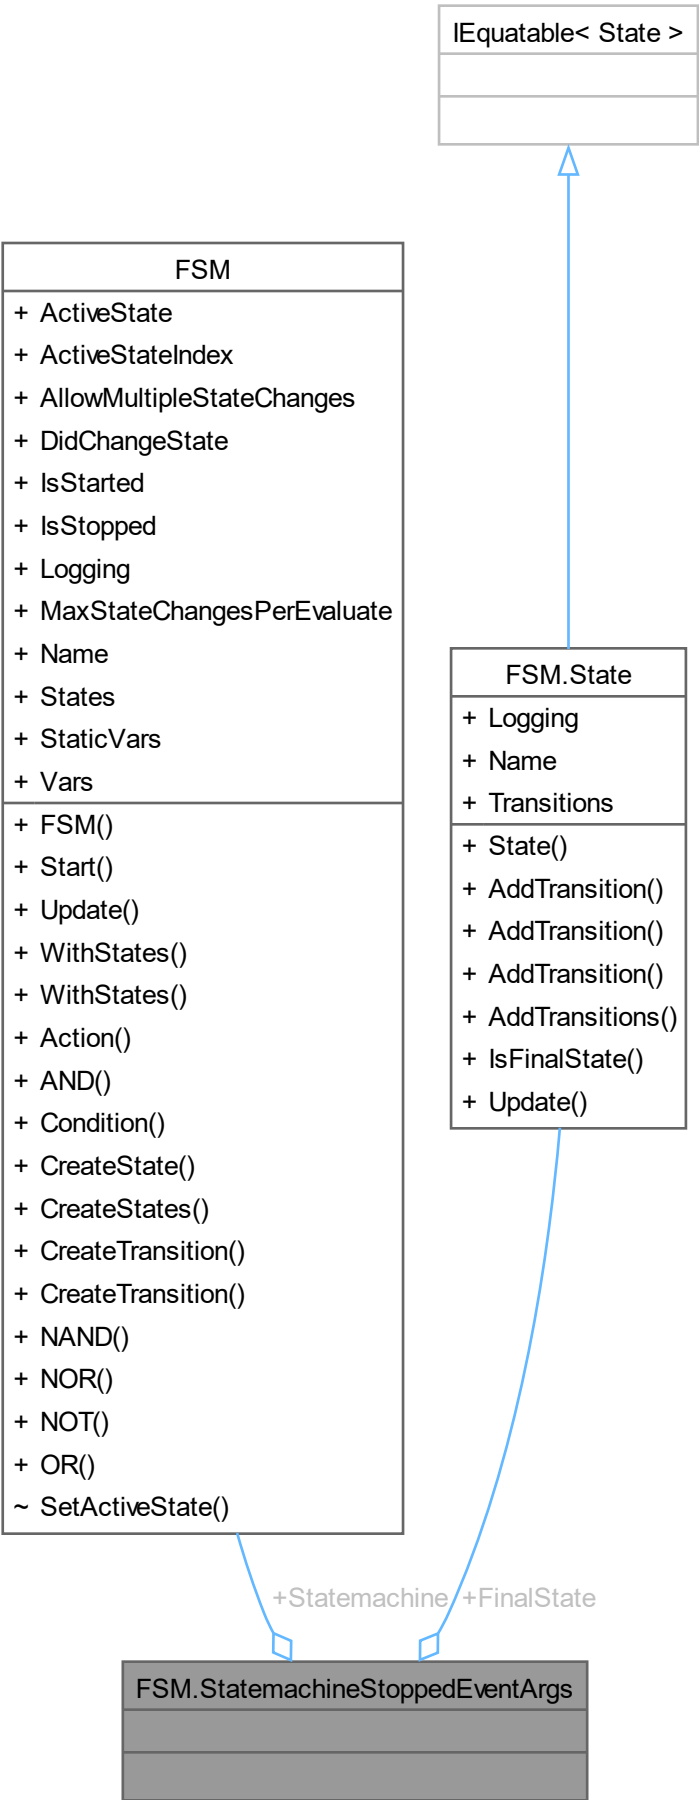 IEquatable< State >
FSM
+ ActiveState
+ ActiveStateIndex
+ AllowMultipleStateChanges
+ DidChangeState
+ IsStarted
+ IsStopped
+ Logging
+ MaxStateChangesPerEvaluate
+ Name
+ States
+ StaticVars
+ Vars
+ FSM()
+ Start()
+ Update()
+ WithStates()
+ WithStates()
+ Action()
+ AND()
+ Condition()
+ CreateState()
+ CreateStates()
+ CreateTransition()
+ CreateTransition()
+ NAND()
+ NOR()
+ NOT()
+ OR()
~ SetActiveState()
FSM.State
+ Logging
+ Name
+ Transitions
+ State()
+ AddTransition()
+ AddTransition()
+ AddTransition()
+ AddTransitions()
+ IsFinalState()
+ Update()
+Statemachine
+FinalState
FSM.StatemachineStoppedEventArgs